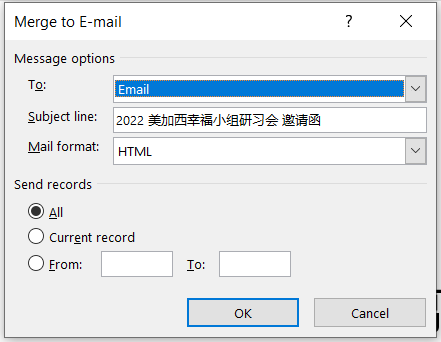 Merge to E-mail
Message options
To: Email
Subject line: 2022 美加西幸福小组研习会 邀请函
Mail format: HTML
Send records
All
Current record
From: To:
OK Cancel